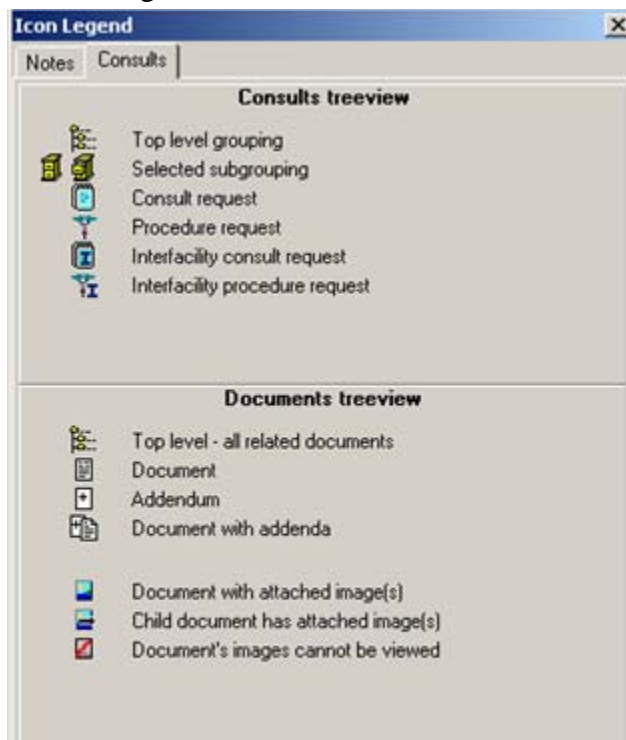 Icon Legend
Notes Consults
Consults treeview
Top level grouping
Selected subgrouping
Consult request
Procedure request
Interfacility consult request
Interfacility procedure request
Documents treeview
Top level - all related documents
Document
Addendum
Document with addenda
Document with attached image(s)
Child document has attached image(s)
Document's images cannot be viewed